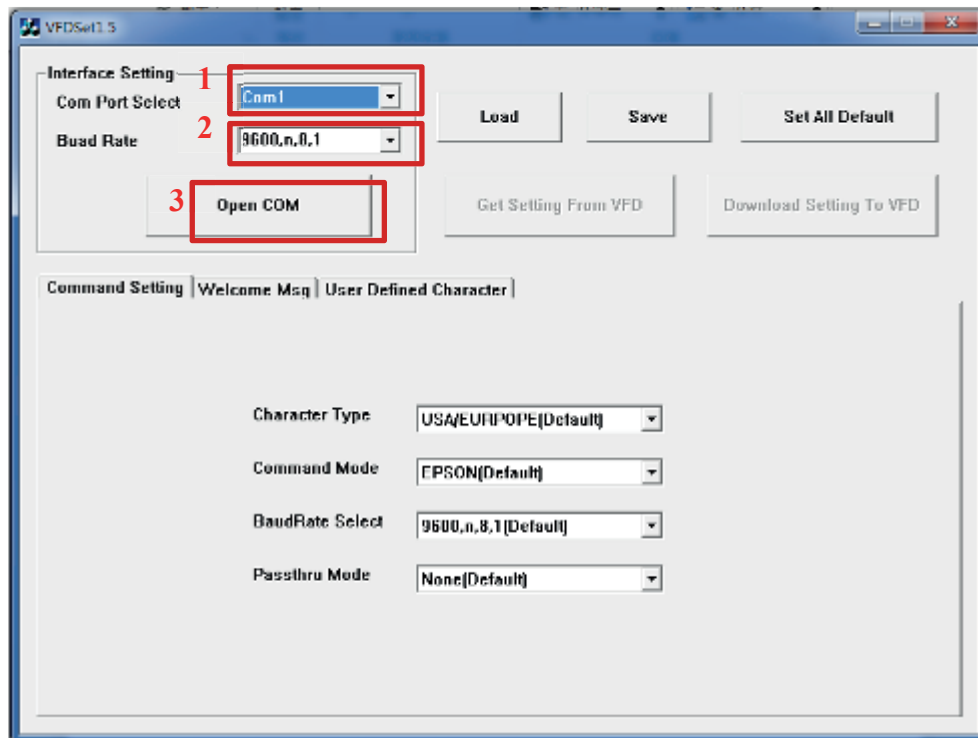 VFDSet1.5
Interface Setting
Com Port Select
1
Com1
Buad Rate
2
9600,n,8,1
3
Open COM
Load
Save
Set All Default
Get Setting From VFD
Download Setting To VFD
Command Setting
Welcome Msg
User Defined Character
Character Type
USA/EURPOPE(Default)
Command Mode
EPSON(Default)
BaudRate Select
9600,n,8,1(Default)
Passthru Mode
None(Default)